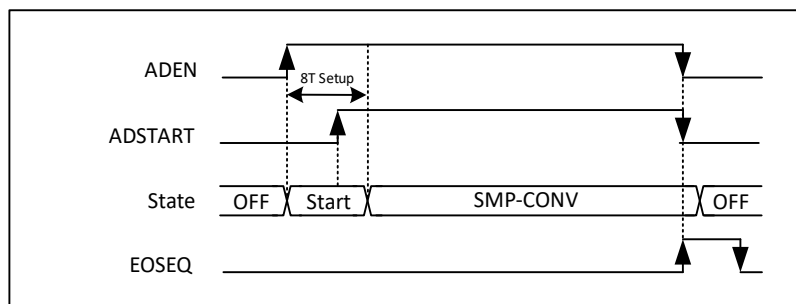 ADEN
8T Setup
ADSTART
State OFF Start SMP-CONV OFF
EOSEQ